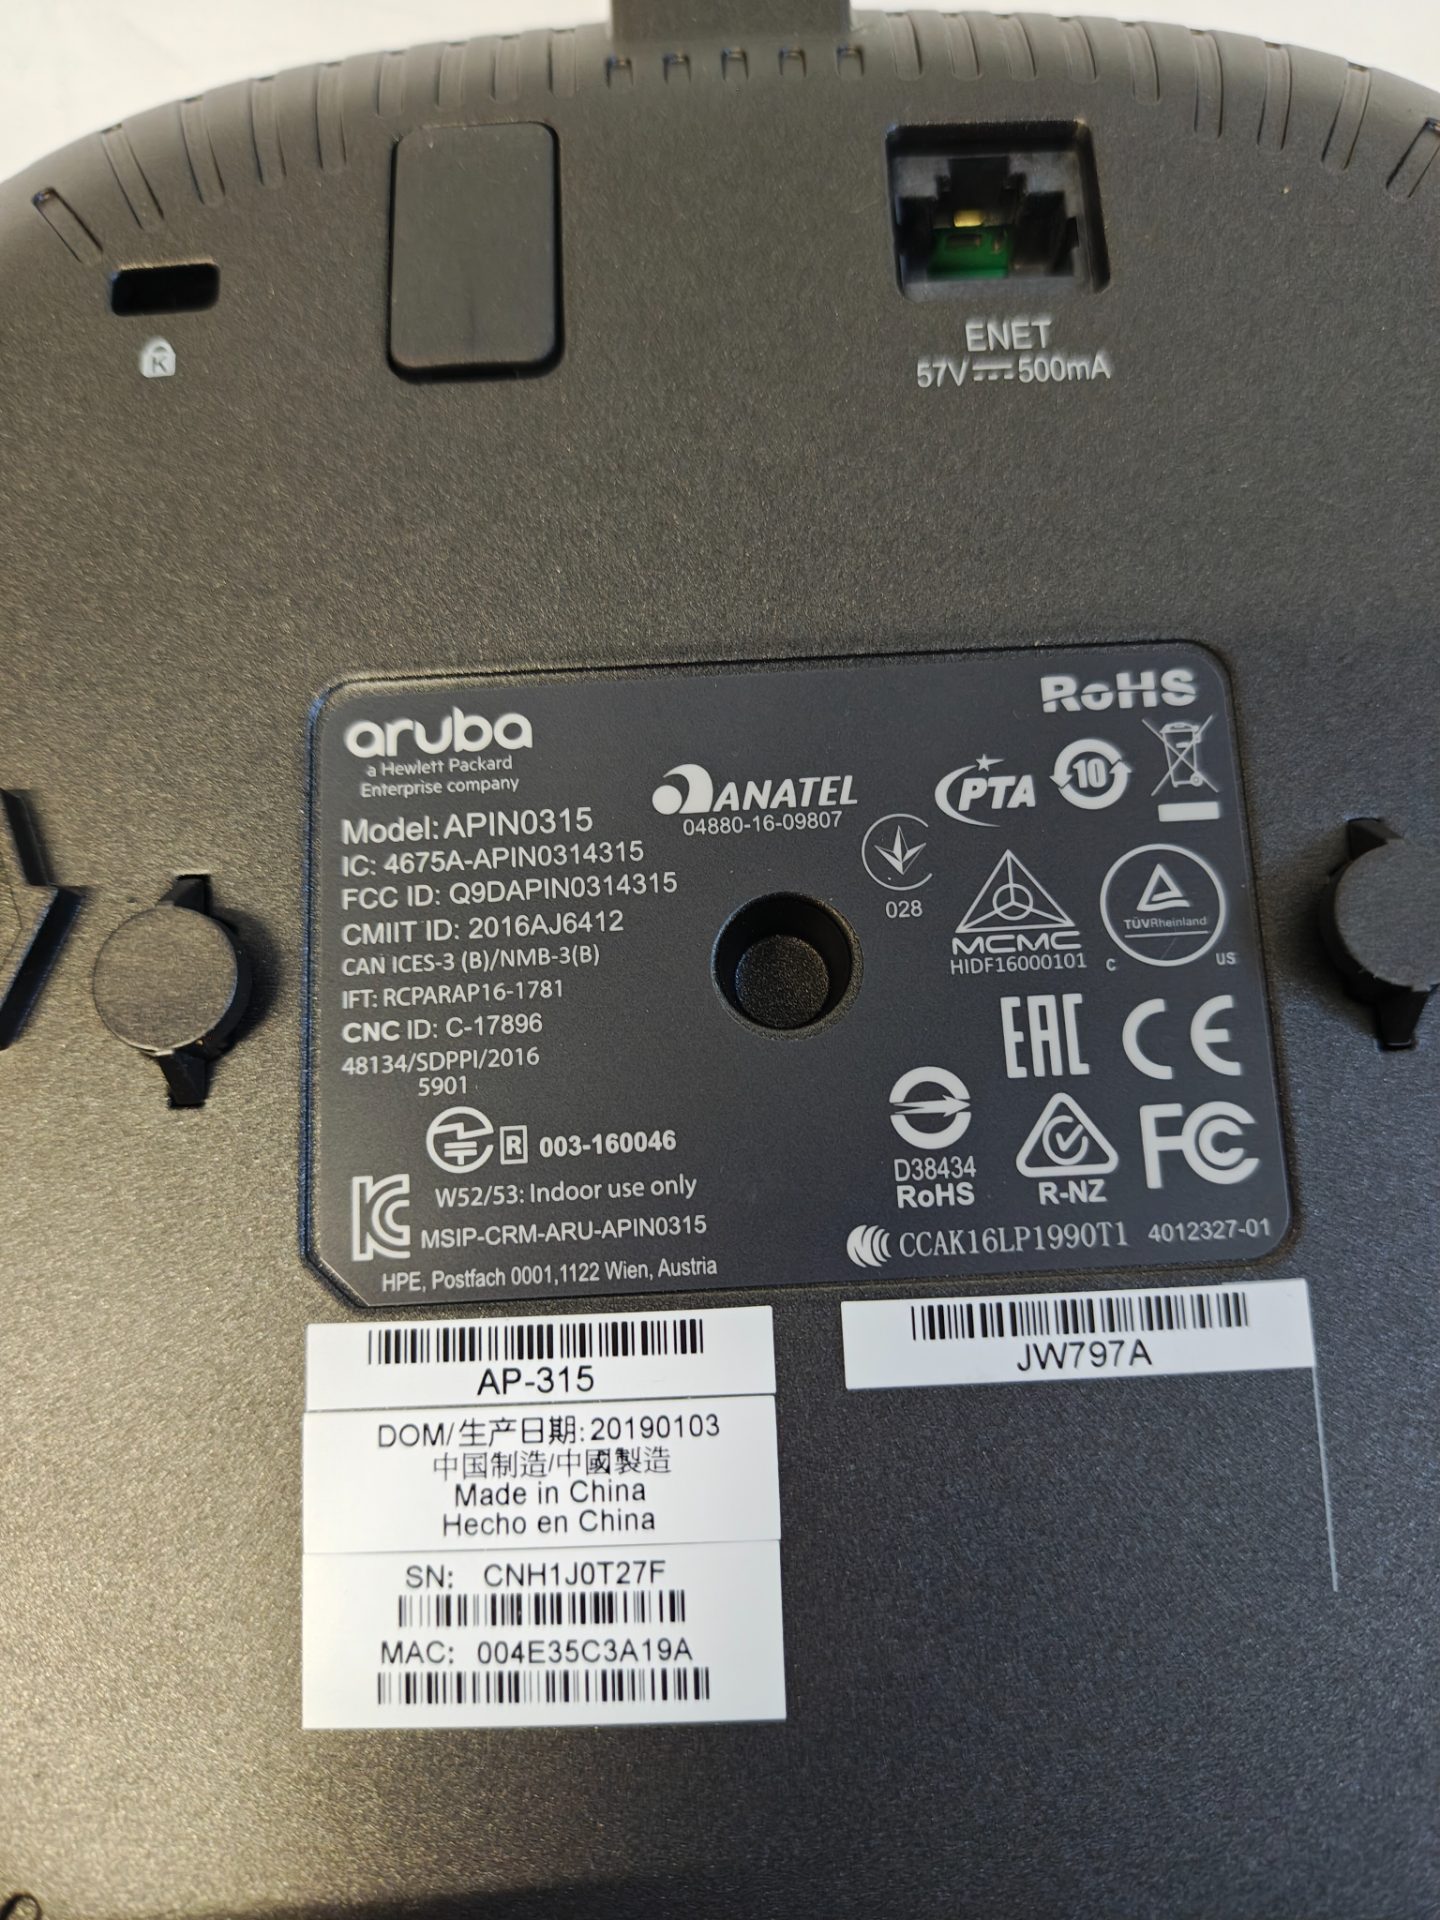 K
ENET
57V 500mA
aruba
a Hewlett Packard
Enterprise company
Model: APIN0315
IC: 4675A-APIN0314315
FCC ID: Q9DAPIN0314315
CMIIT ID: 2016AJ6412
CAN ICES-3 (B)/NMB-3(B)
IFT: RCPARAP16-1781
CNC ID: C-17896
48134/SDPPI/2016
5901
R 003-160046
W52/53: Indoor use only
MSIP-CRM-ARU-APIN0315
HPE, Postfach 0001,1122 Wien, Austria
RoHS
ANATEL
04880-16-09807
PTA
10
028
MCMC
HIDF16000101
TÜVRheinland
C US
EAC CE
D38434
RoHS
R-NZ
FC
CCAK16LP1990T1 4012327-01
AP-315
JW797A
DOM/生产日期: 20190103
中国制造/中國製造
Made in China
Hecho en China
SN: CNH1J0T27F
MAC: 004E35C3A19A